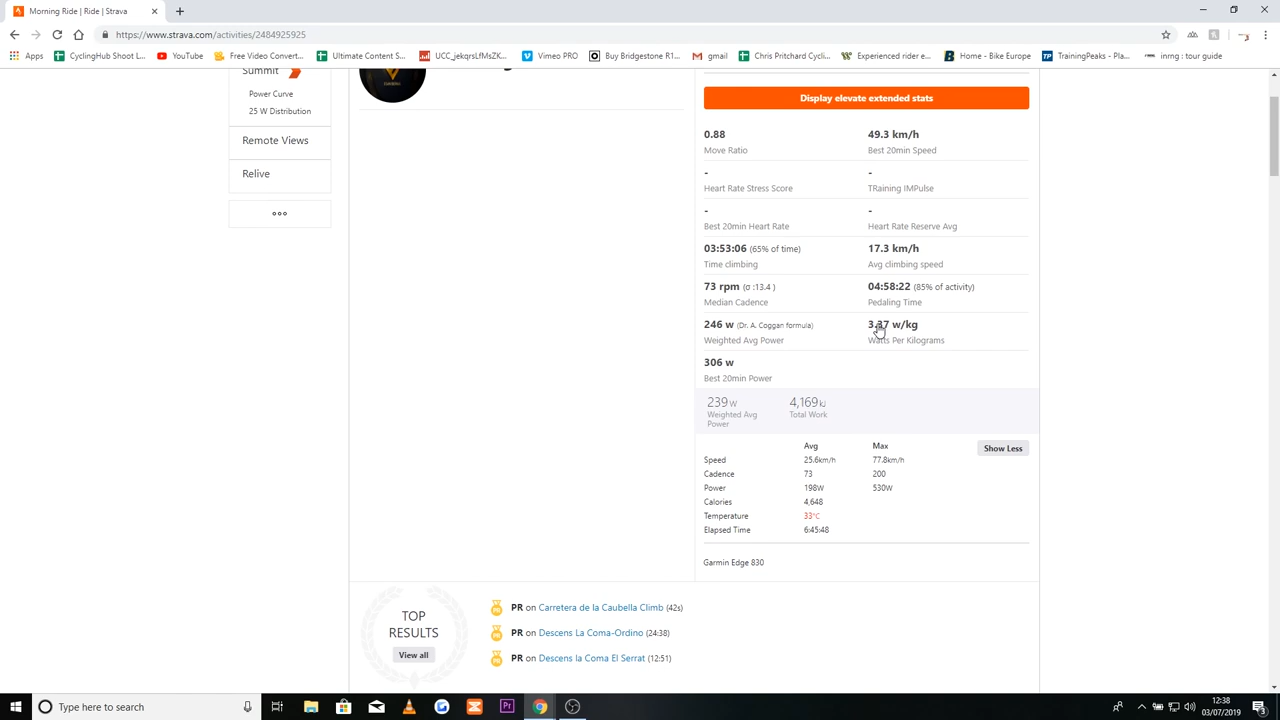 Morning Ride | Ride | Strava
https://www.strava.com/activities/2484925925
Apps
CyclingHub Shoot L...
YouTube
Free Video Convert...
Ultimate Content S...
UCC_jekqrsLfMsZK...
Vimeo PRO
Buy Bridgestone R1...
gmail
Chris Pritchard Cycli...
Experienced rider e...
Home - Bike Europe
TrainingPeaks - Pla...
inrng : tour guide
Summit
Power Curve
25 W Distribution
Remote Views
Relive
Display elevate extended stats
0.88
Move Ratio
49.3 km/h
Best 20min Speed
-
Heart Rate Stress Score
-
TRaining IMPulse
-
Best 20min Heart Rate
-
Heart Rate Reserve Avg
03:53:06 (65% of time)
Time climbing
17.3 km/h
Avg climbing speed
73 rpm (σ :13.4 )
Median Cadence
04:58:22 (85% of activity)
Pedaling Time
246 w (Dr. A. Coggan formula)
Weighted Avg Power
3.37 w/kg
Watts Per Kilograms
306 w
Best 20min Power
239 W
Weighted Avg
Power
4,169 kJ
Total Work
Avg Max
Show Less
Speed 25.6km/h 77.8km/h
Cadence 73 200
Power 198W 530W
Calories 4,648
Temperature 33°C
Elapsed Time 6:45:48
Garmin Edge 830
TOP
RESULTS
View all
PR on Carretera de la Caubella Climb (42s)
PR on Descens La Coma-Ordino (24:38)
PR on Descens la Coma El Serrat (12:51)
Type here to search
Pr
12:38
03/07/2019